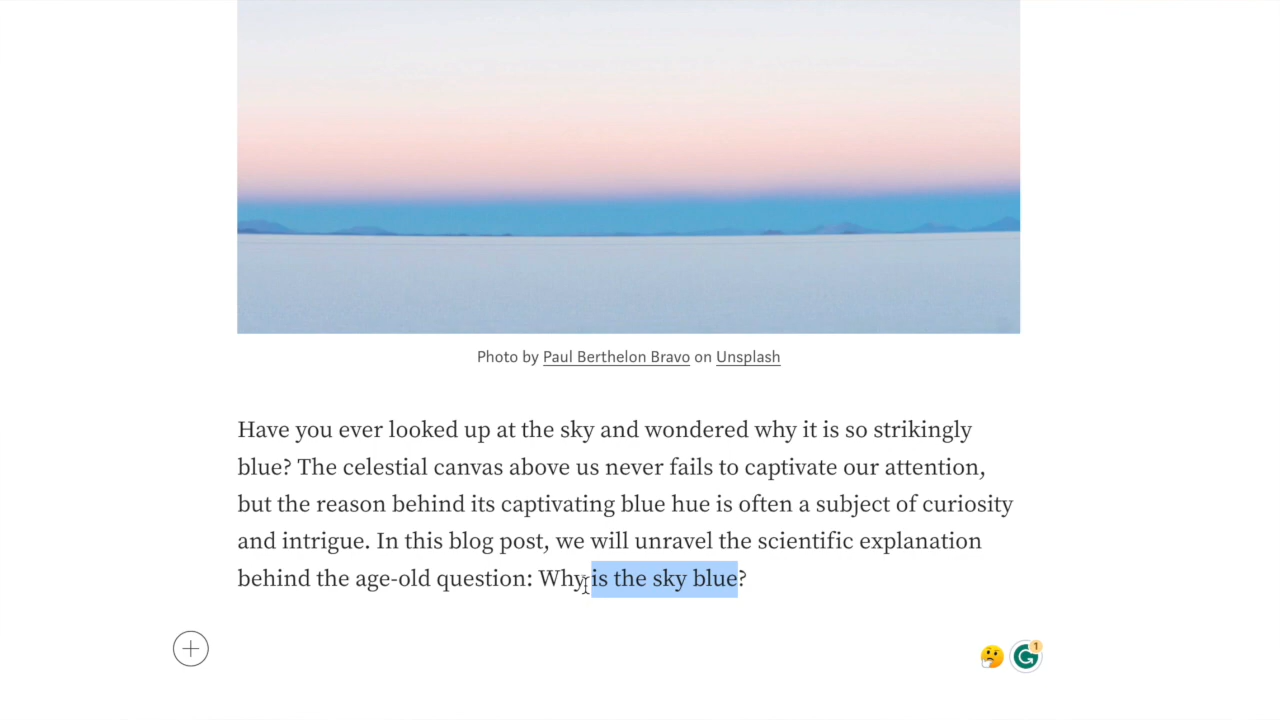 Photo by Paul Berthelon Bravo on Unsplash
Have you ever looked up at the sky and wondered why it is so strikingly
blue? The celestial canvas above us never fails to captivate our attention,
but the reason behind its captivating blue hue is often a subject of curiosity
and intrigue. In this blog post, we will unravel the scientific explanation
behind the age-old question: Why is the sky blue?
1